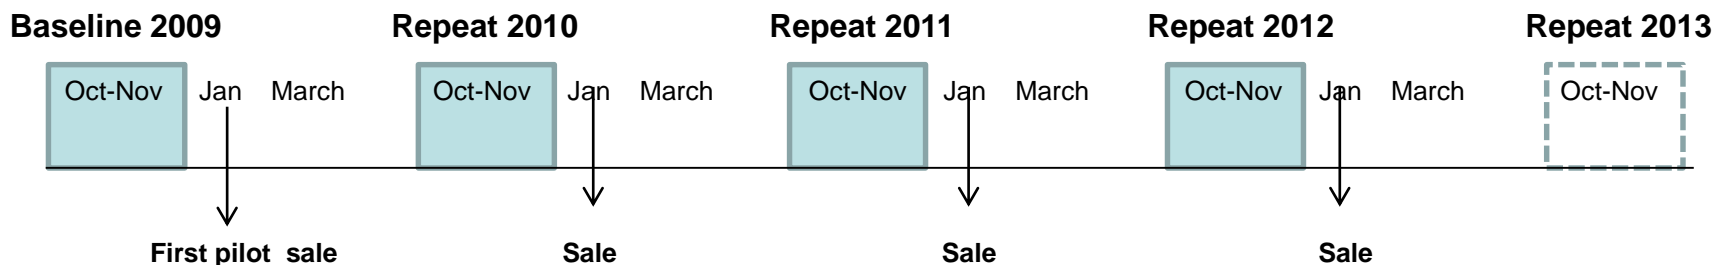 Baseline 2009 Repeat 2010 Repeat 2011 Repeat 2012 Repeat 2013
Oct-Nov Jan March Oct-Nov Jan March Oct-Nov Jan March Oct-Nov Jan March Oct-Nov
First pilot sale Sale Sale Sale